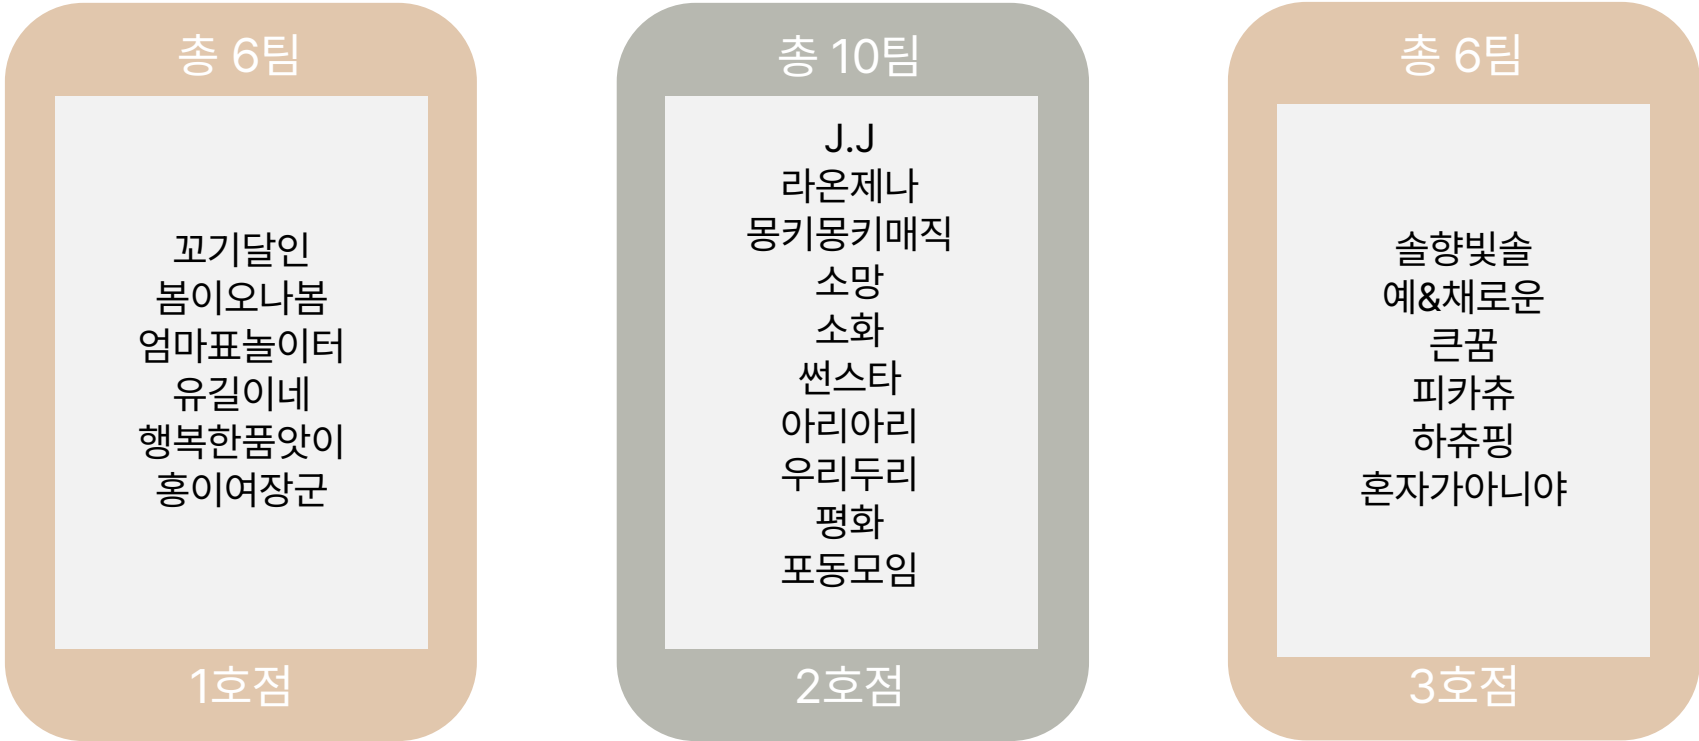 총 6팀
꼬기달인
봄이오나봄
엄마표놀이터
유길이네
행복한품앗이
홍이여장군
1호점
총 10팀
J.J
라온제나
몽키몽키매직
소망
소화
썬스타
아리아리
우리두리
평화
포동모임
2호점
총 6팀
솔향빛솔
예&채로운
큰꿈
피카츄
하츄핑
혼자가아니야
3호점